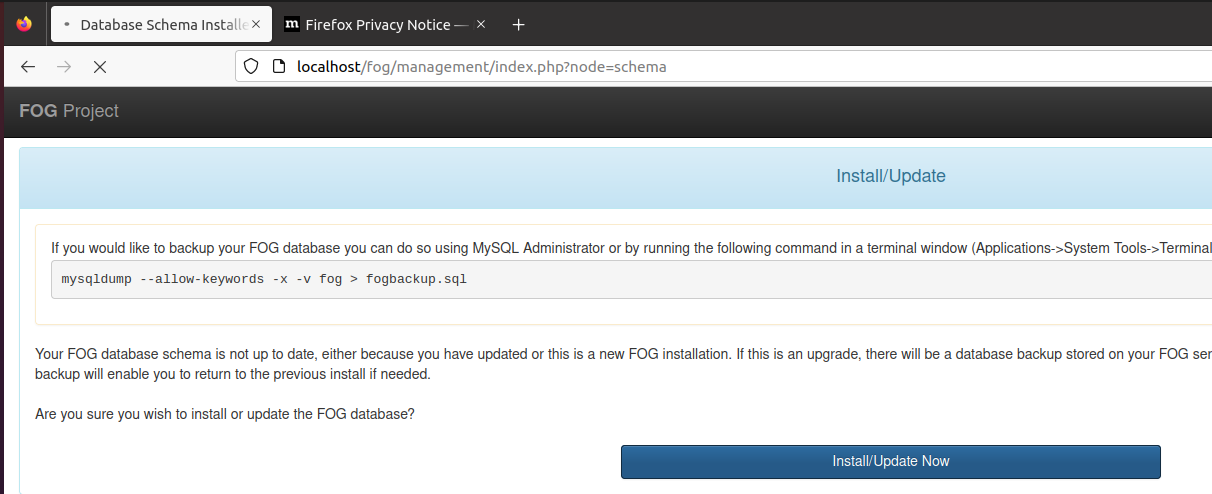 Database Schema Installe
Firefox Privacy Notice —
localhost/fog/management/index.php?node=schema
FOG Project
Install/Update
If you would like to backup your FOG database you can do so using MySQL Administrator or by running the following command in a terminal window (Applications->System Tools->Terminal
mysqldump --allow-keywords -x -v fog > fogbackup.sql
Your FOG database schema is not up to date, either because you have updated or this is a new FOG installation. If this is an upgrade, there will be a database backup stored on your FOG ser
backup will enable you to return to the previous install if needed.
Are you sure you wish to install or update the FOG database?
Install/Update Now